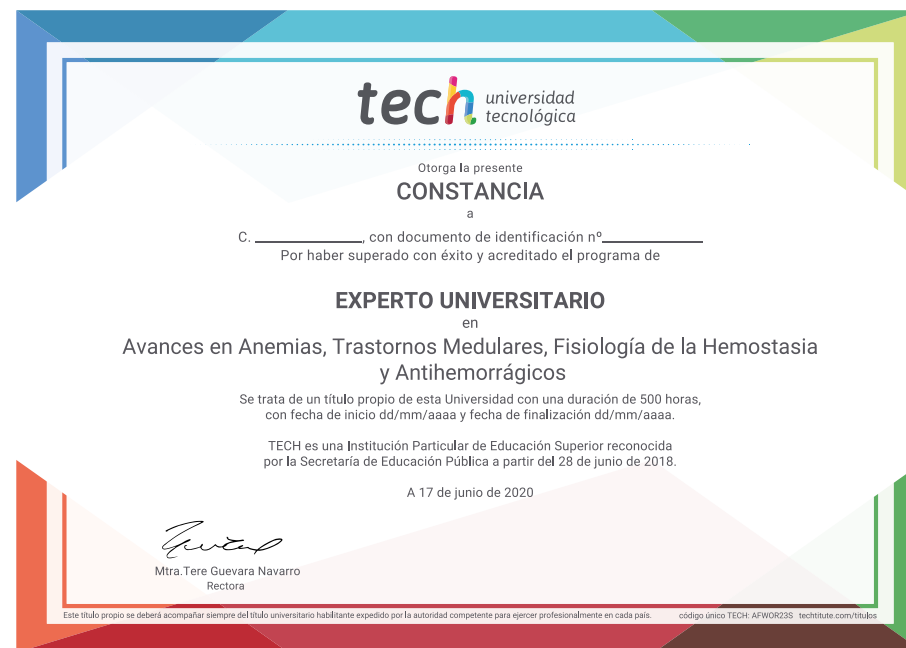 tech universidad
tecnológica
Otorga la presente
CONSTANCIA
a
C. ____________, con documento de identificación nº____________
Por haber superado con éxito y acreditado el programa de
EXPERTO UNIVERSITARIO
en
Avances en Anemias, Trastornos Medulares, Fisiología de la Hemostasia
y Antihemorrágicos
Se trata de un título propio de esta Universidad con una duración de 500 horas,
con fecha de inicio dd/mm/aaaa y fecha de finalización dd/mm/aaaa.
TECH es una Institución Particular de Educación Superior reconocida
por la Secretaría de Educación Pública a partir del 28 de junio de 2018.
A 17 de junio de 2020
Mtra.Tere Guevara Navarro
Rectora
Este título propio se deberá acompañar siempre del título universitario habilitante expedido por la autoridad competente para ejercer profesionalmente en cada país. código único TECH: AFWOR23S techtitute.com/titulos